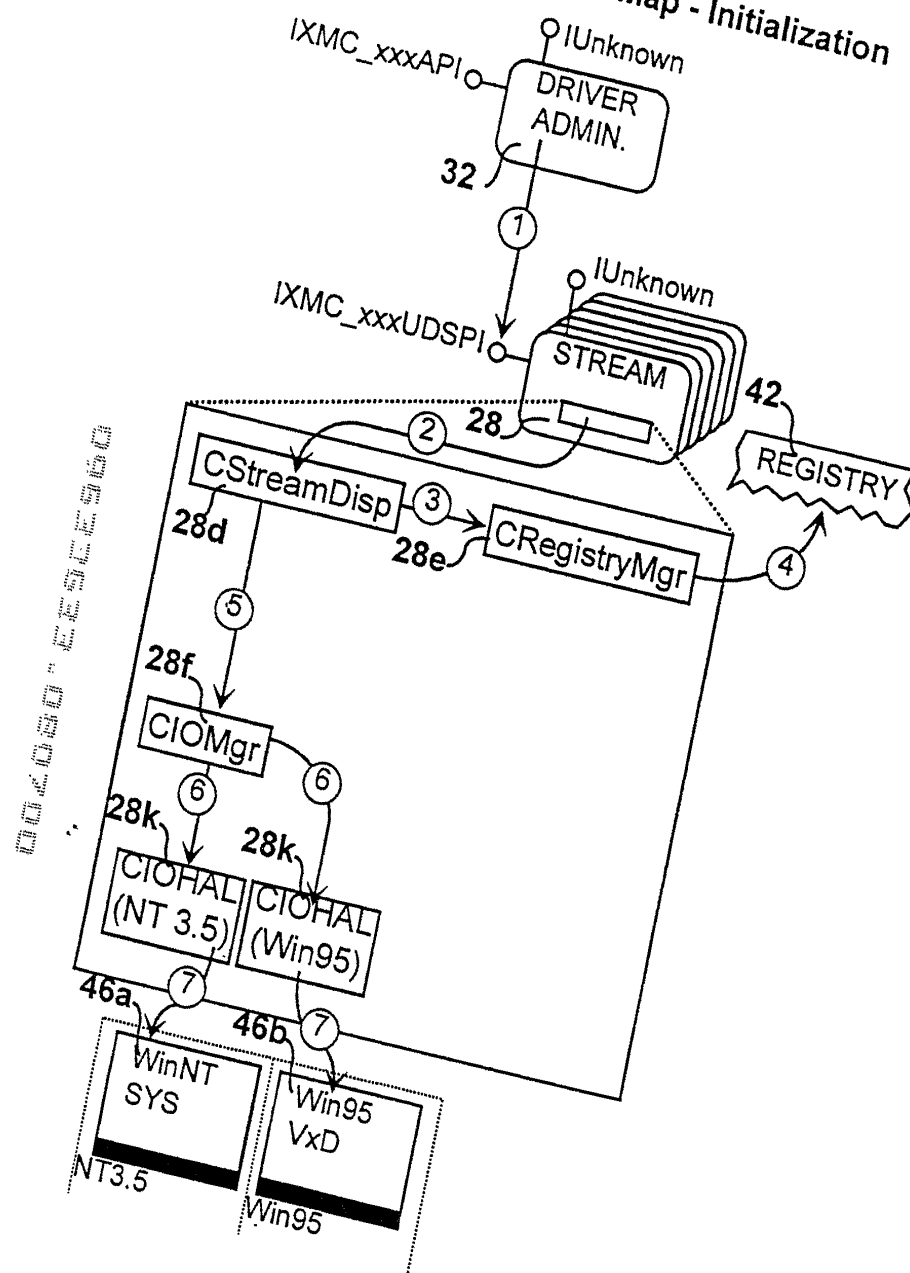 map - Initialization
IXMC_xxxAPI
IUnknown
DRIVER
ADMIN.
32
1
IXMC_xxxUDSPI
IUnknown
STREAM
28
42
REGISTRY
2
CStreamDisp
28d
3
CRegistryMgr
28e
4
5
28f
CIOMgr
6
6
28k
28k
CIOHAL
(NT 3.5)
CIOHAL
(Win95)
7
7
46a
46b
WinNT
SYS
Win95
VxD
NT3.5
Win95